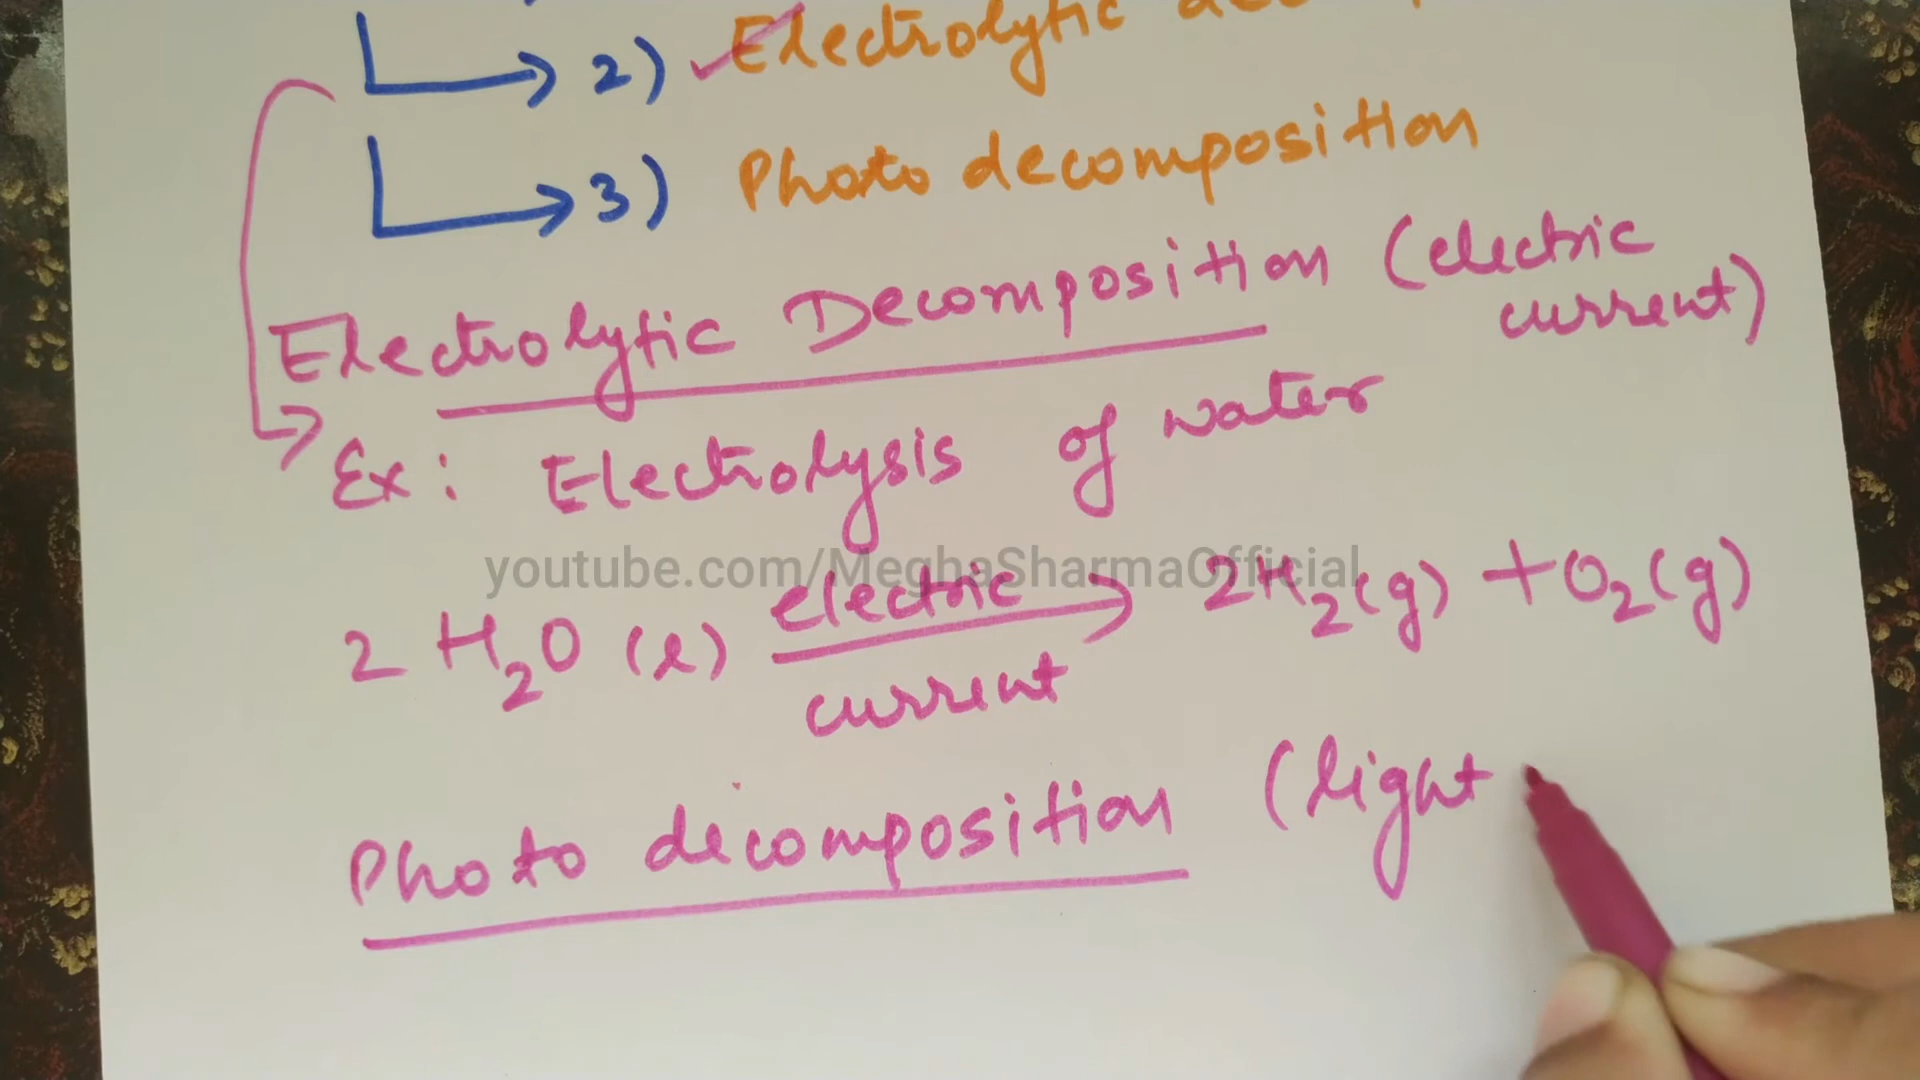 2) Electrolytic
3) Photo decomposition
Electrolytic Decomposition (electric
current)
Ex: Electrolysis of water
youtube.com/MeghaSharmaOfficial
2 H₂O (l) electric current → 2H₂(g) + O₂(g)
Photo decomposition (light